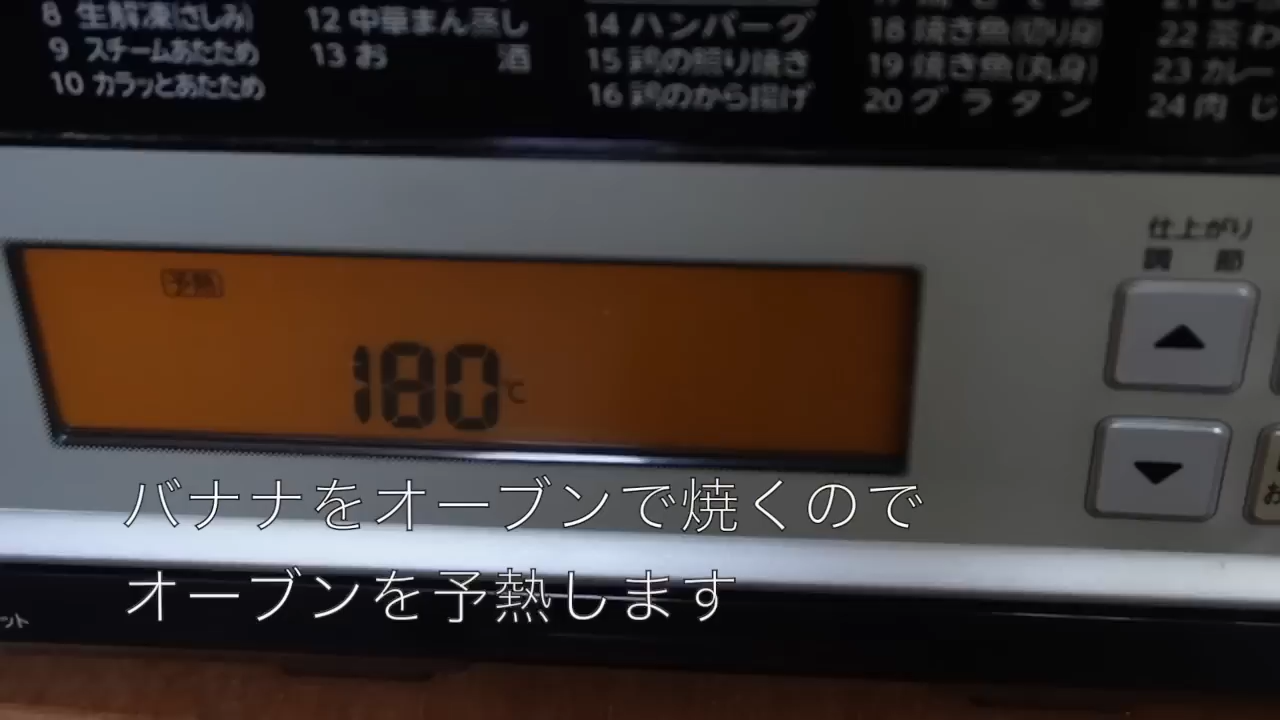 8 生解凍(さしみ)
9 スチームあたため
10 カラッとあたため
12 中華まん蒸し
13 お 酒
14 ハンバーグ
15 鶏の照り焼き
16 鶏のから揚げ
18 焼き魚(切り身)
19 焼き魚(丸身)
20 グラタン
23 カレー
24 肉じ
仕上がり
調節
予熱
180℃
バナナをオーブンで焼くので
オーブンを予熱します